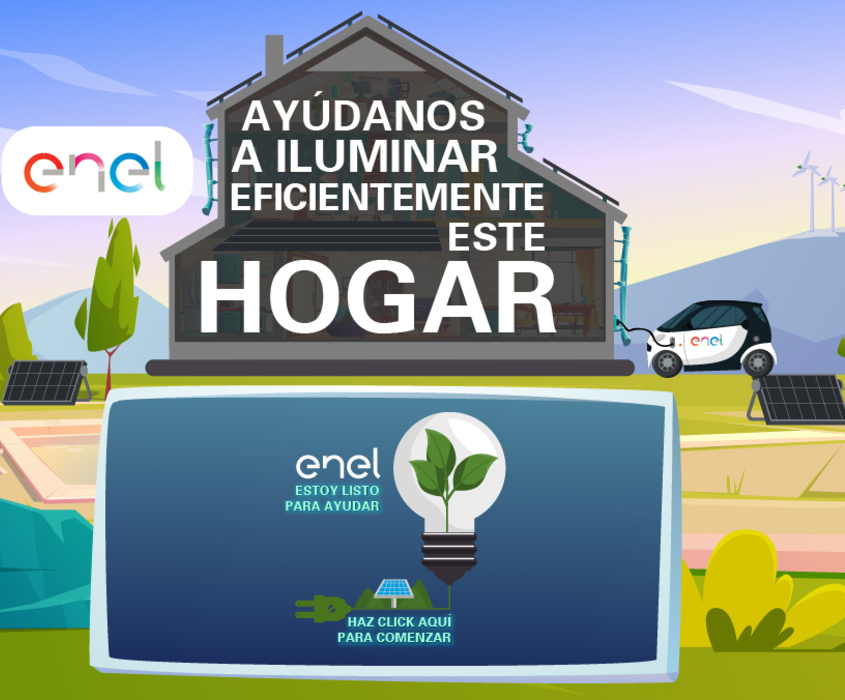 AYÚDANOS
A ILUMINAR
EFICIENTEMENTE
ESTE
HOGAR
enel
enel
enel
ESTOY LISTO
PARA AYUDAR
HAZ CLICK AQUÍ
PARA COMENZAR